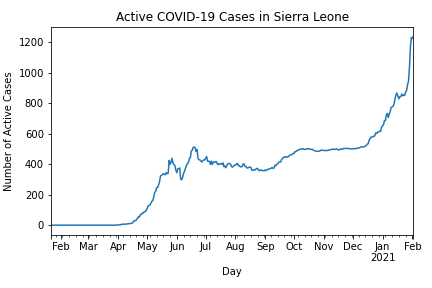 Active COVID-19 Cases in Sierra Leone
Number of Active Cases
1200
1000
800
600
400
200
0
Feb Mar Apr May Jun Jul Aug Sep Oct Nov Dec Jan Feb
2021
Day